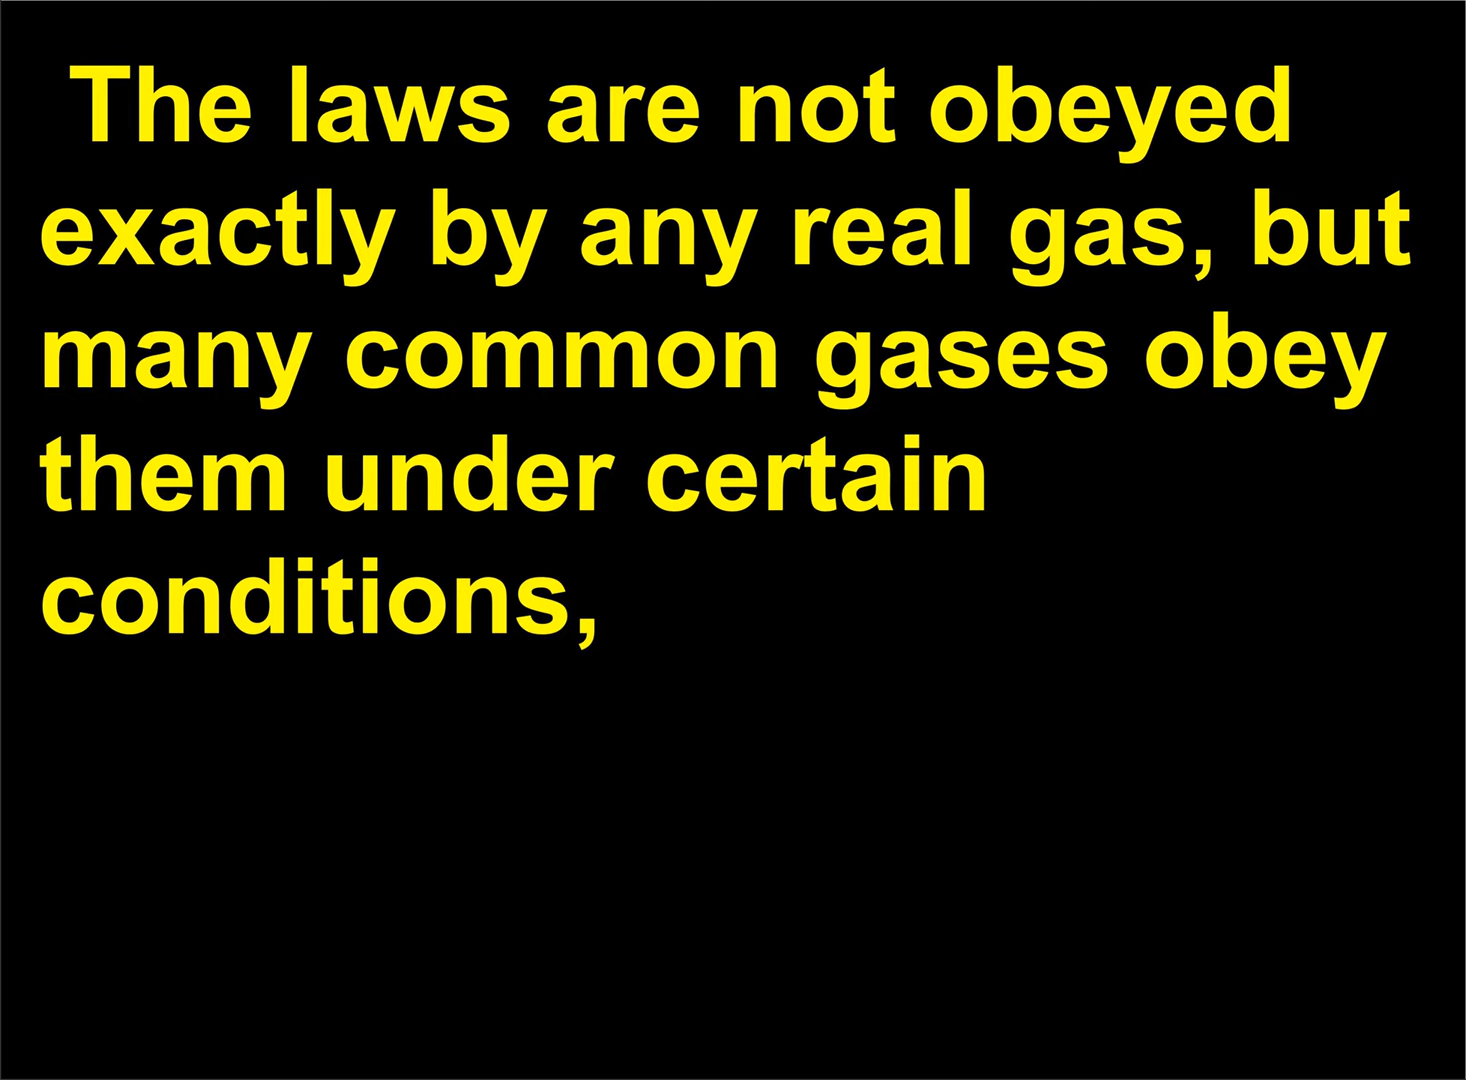 The laws are not obeyed
exactly by any real gas, but
many common gases obey
them under certain
conditions,